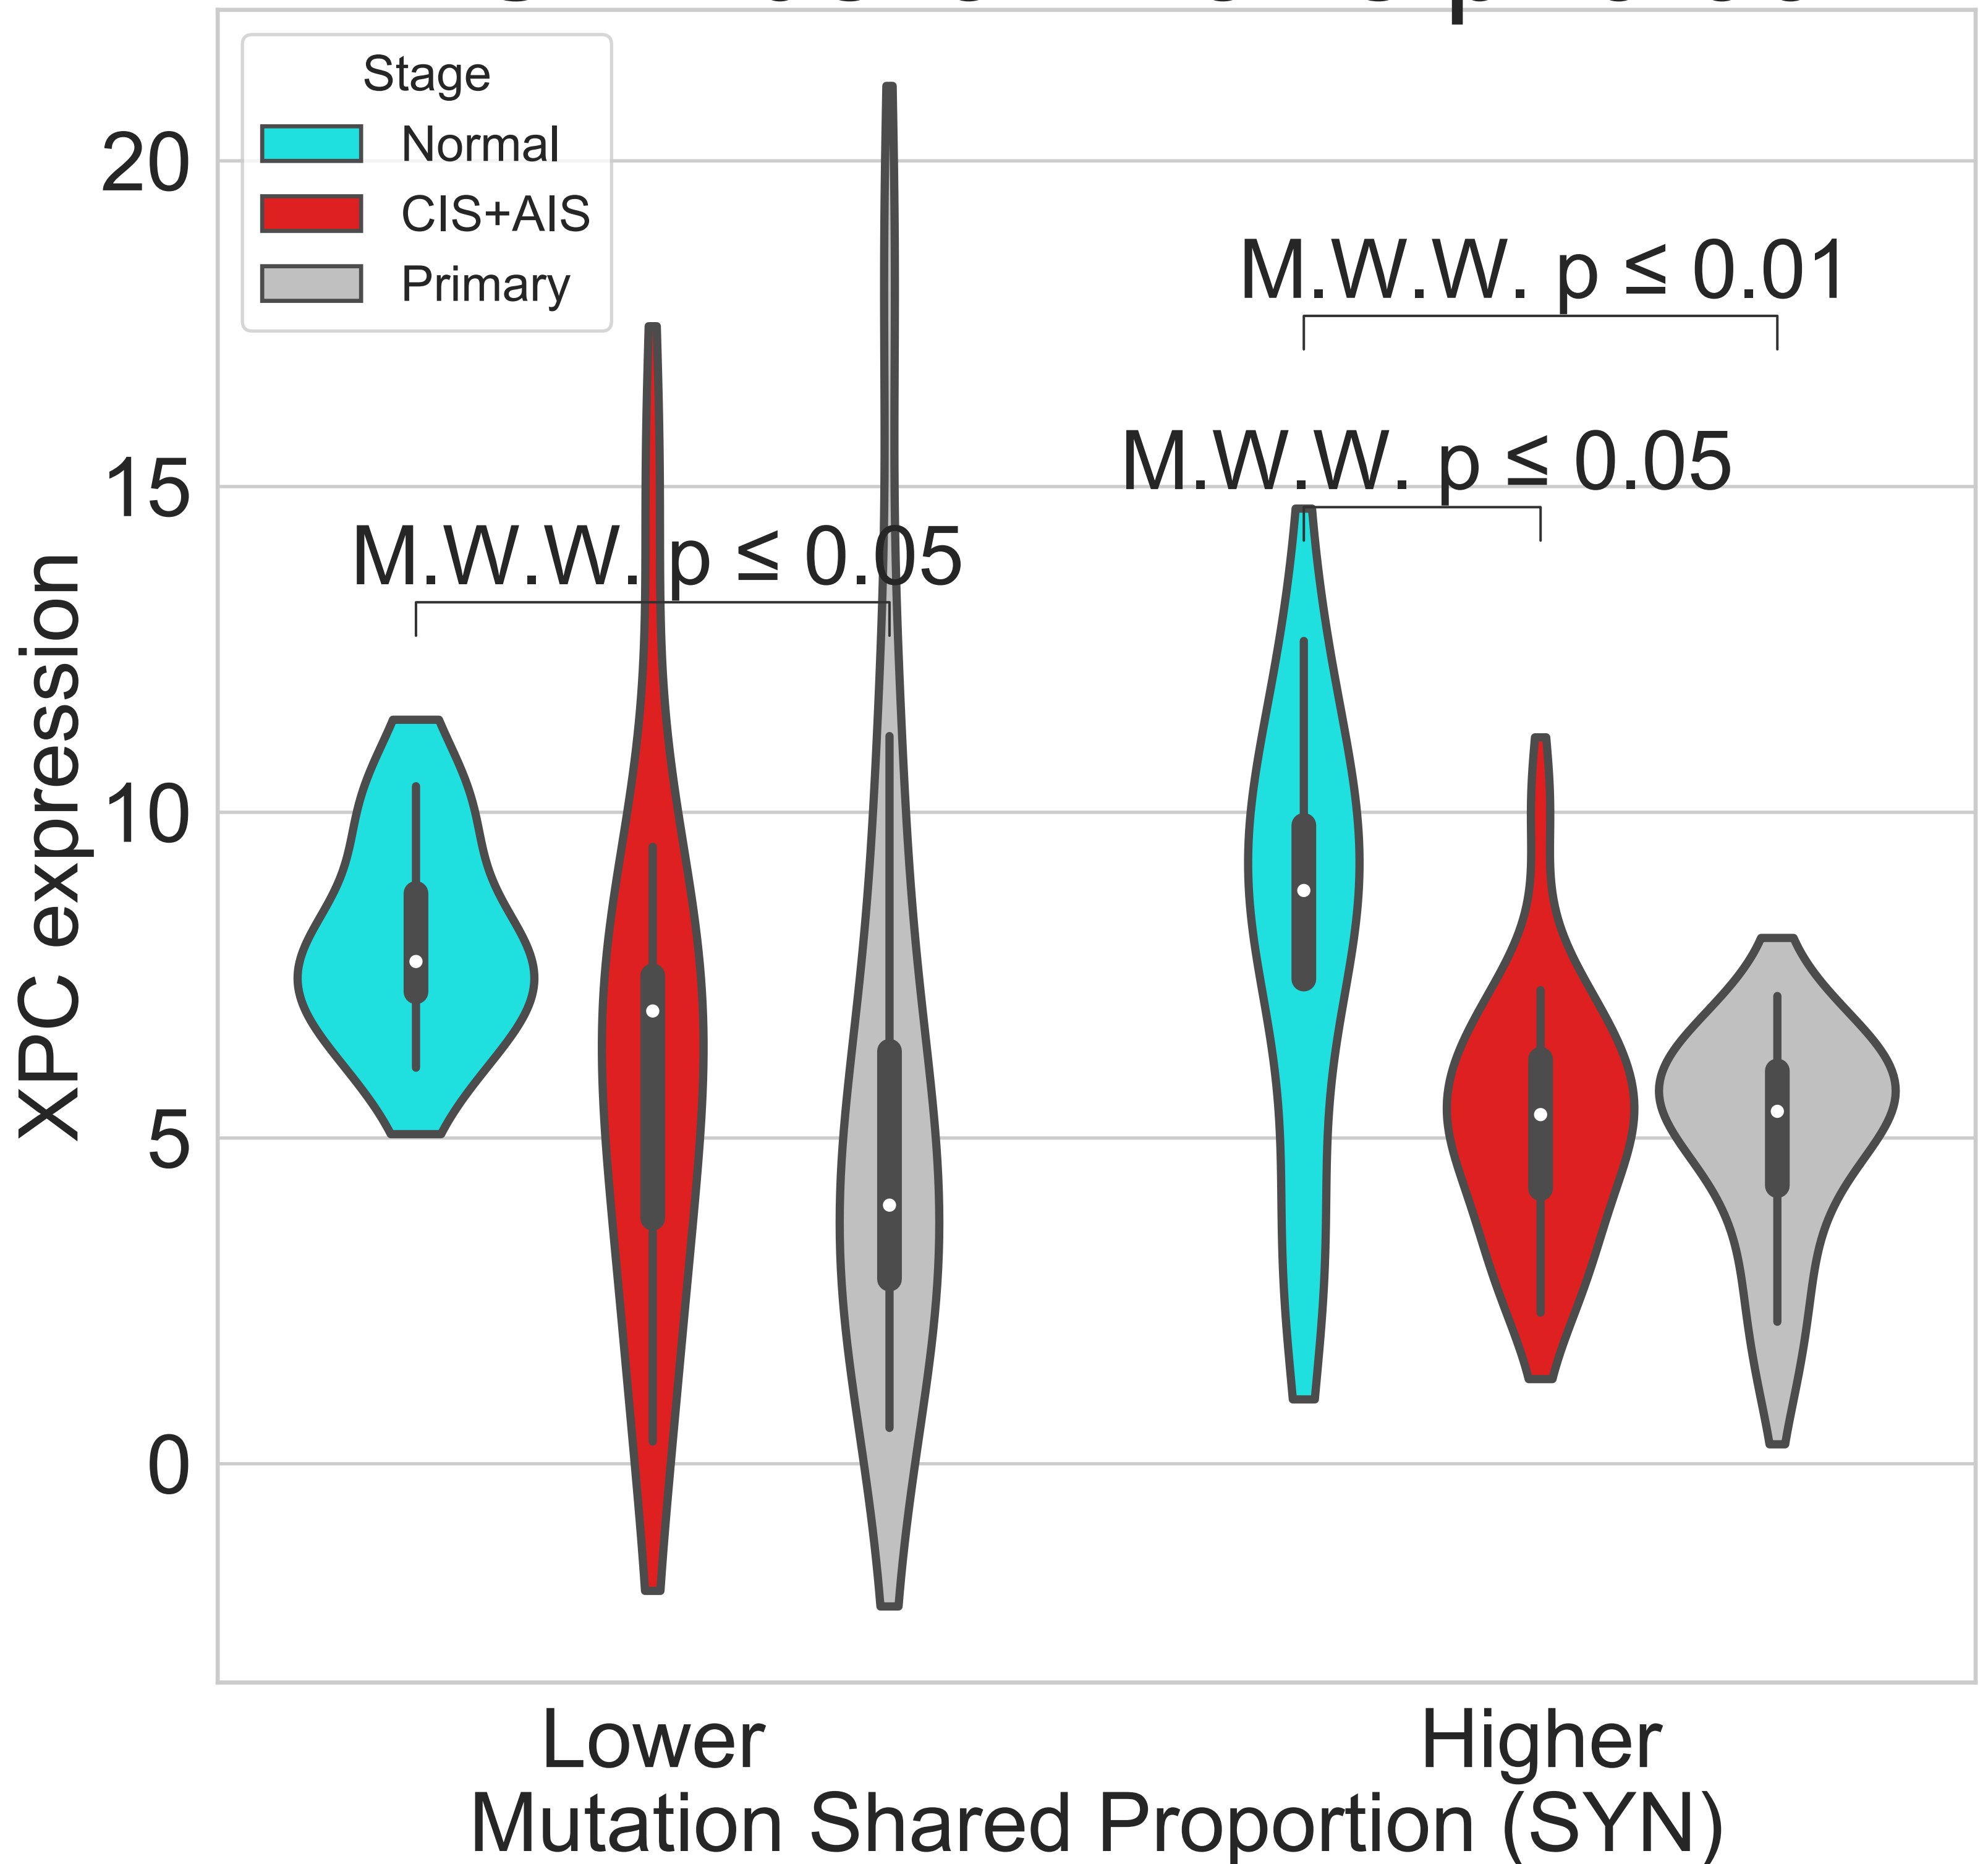 Stage
Normal
CIS+AIS
Primary
20
15
10
5
0
XPC expression
M.W.W. p ≤ 0.01
M.W.W. p ≤ 0.05
M.W.W. p ≤ 0.05
Lower
Higher
Mutation Shared Proportion (SYN)